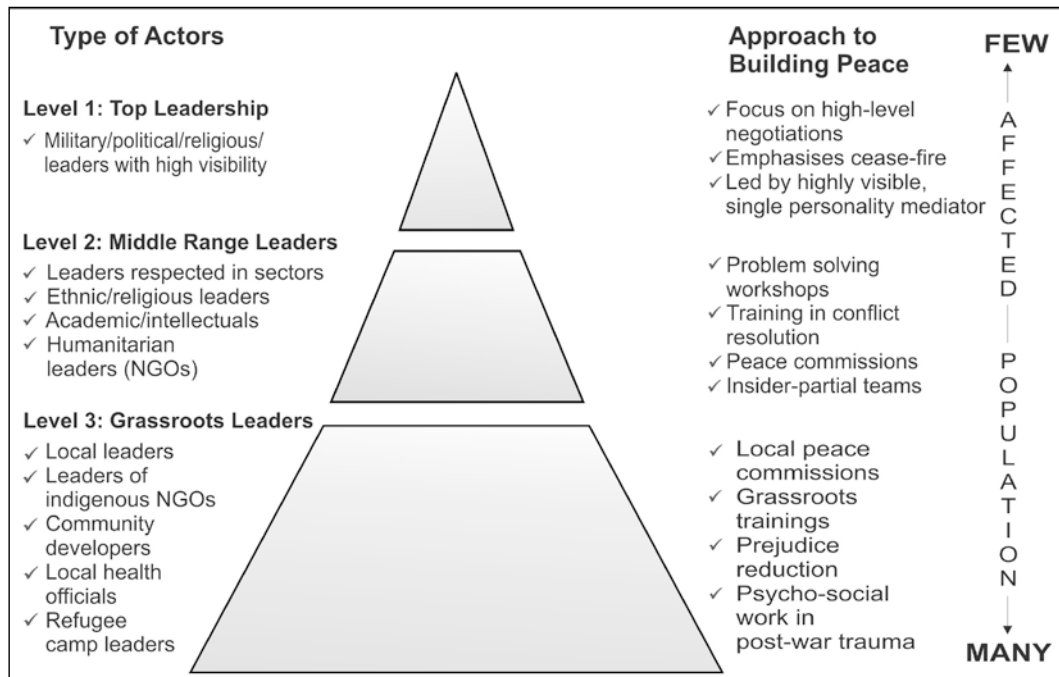 Type of Actors
Level 1: Top Leadership
✓ Military/political/religious/
leaders with high visibility
Level 2: Middle Range Leaders
✓ Leaders respected in sectors
✓ Ethnic/religious leaders
✓ Academic/intellectuals
✓ Humanitarian
leaders (NGOs)
Level 3: Grassroots Leaders
✓ Local leaders
✓ Leaders of
indigenous NGOs
✓ Community
developers
✓ Local health
officials
✓ Refugee
camp leaders
Approach to
Building Peace
✓ Focus on high-level
negotiations
✓ Emphasises cease-fire
✓ Led by highly visible,
single personality mediator
✓ Problem solving
workshops
✓ Training in conflict
resolution
✓ Peace commissions
✓ Insider-partial teams
✓ Local peace
commissions
✓ Grassroots
trainings
✓ Prejudice
reduction
✓ Psycho-social
work in
post-war trauma
FEW
AFFECTED POPULATION
MANY